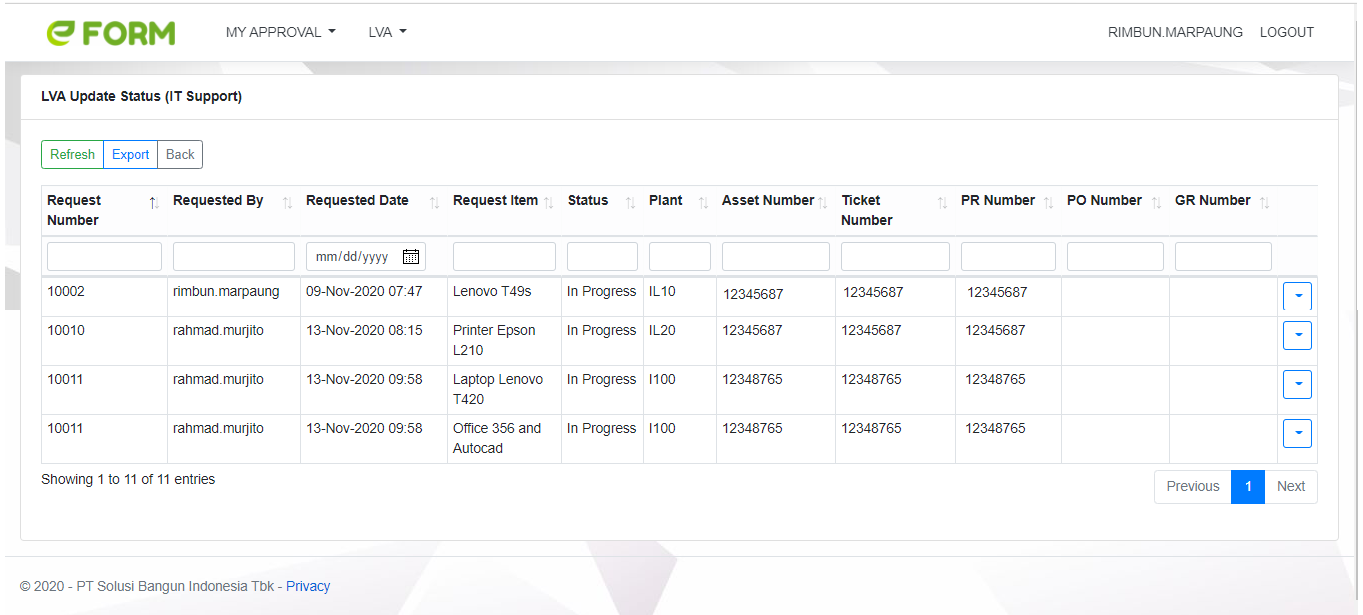 FORM MY APPROVAL LVA RIMBUN.MARPAUNG LOGOUT
LVA Update Status (IT Support)
Refresh Export Back
Request Number Requested By Requested Date Request Item Status Plant Asset Number Ticket Number PR Number PO Number GR Number
mm/dd/yyyy
10002 rimbun.marpaung 09-Nov-2020 07:47 Lenovo T49s In Progress IL10 12345687 12345687 12345687
10010 rahmad.murjito 13-Nov-2020 08:15 Printer Epson L210 In Progress IL20 12345687 12345687 12345687
10011 rahmad.murjito 13-Nov-2020 09:58 Laptop Lenovo T420 In Progress I100 12348765 12348765 12348765
10011 rahmad.murjito 13-Nov-2020 09:58 Office 356 and Autocad In Progress I100 12348765 12348765 12348765
Showing 1 to 11 of 11 entries
Previous 1 Next
© 2020 - PT Solusi Bangun Indonesia Tbk - Privacy